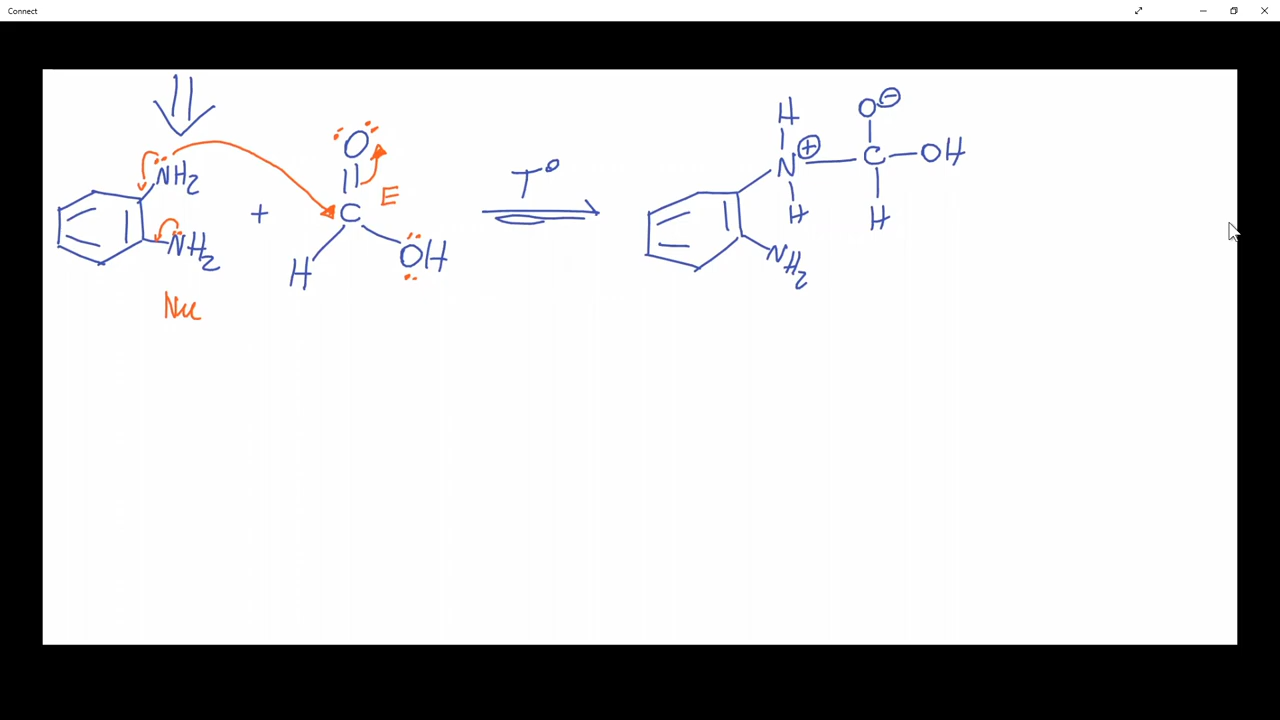 Connect
H O⊖
:O: T° N⊕ — C — OH
NH2 || E H H
+ C
NH2 H OH NH2
Nu